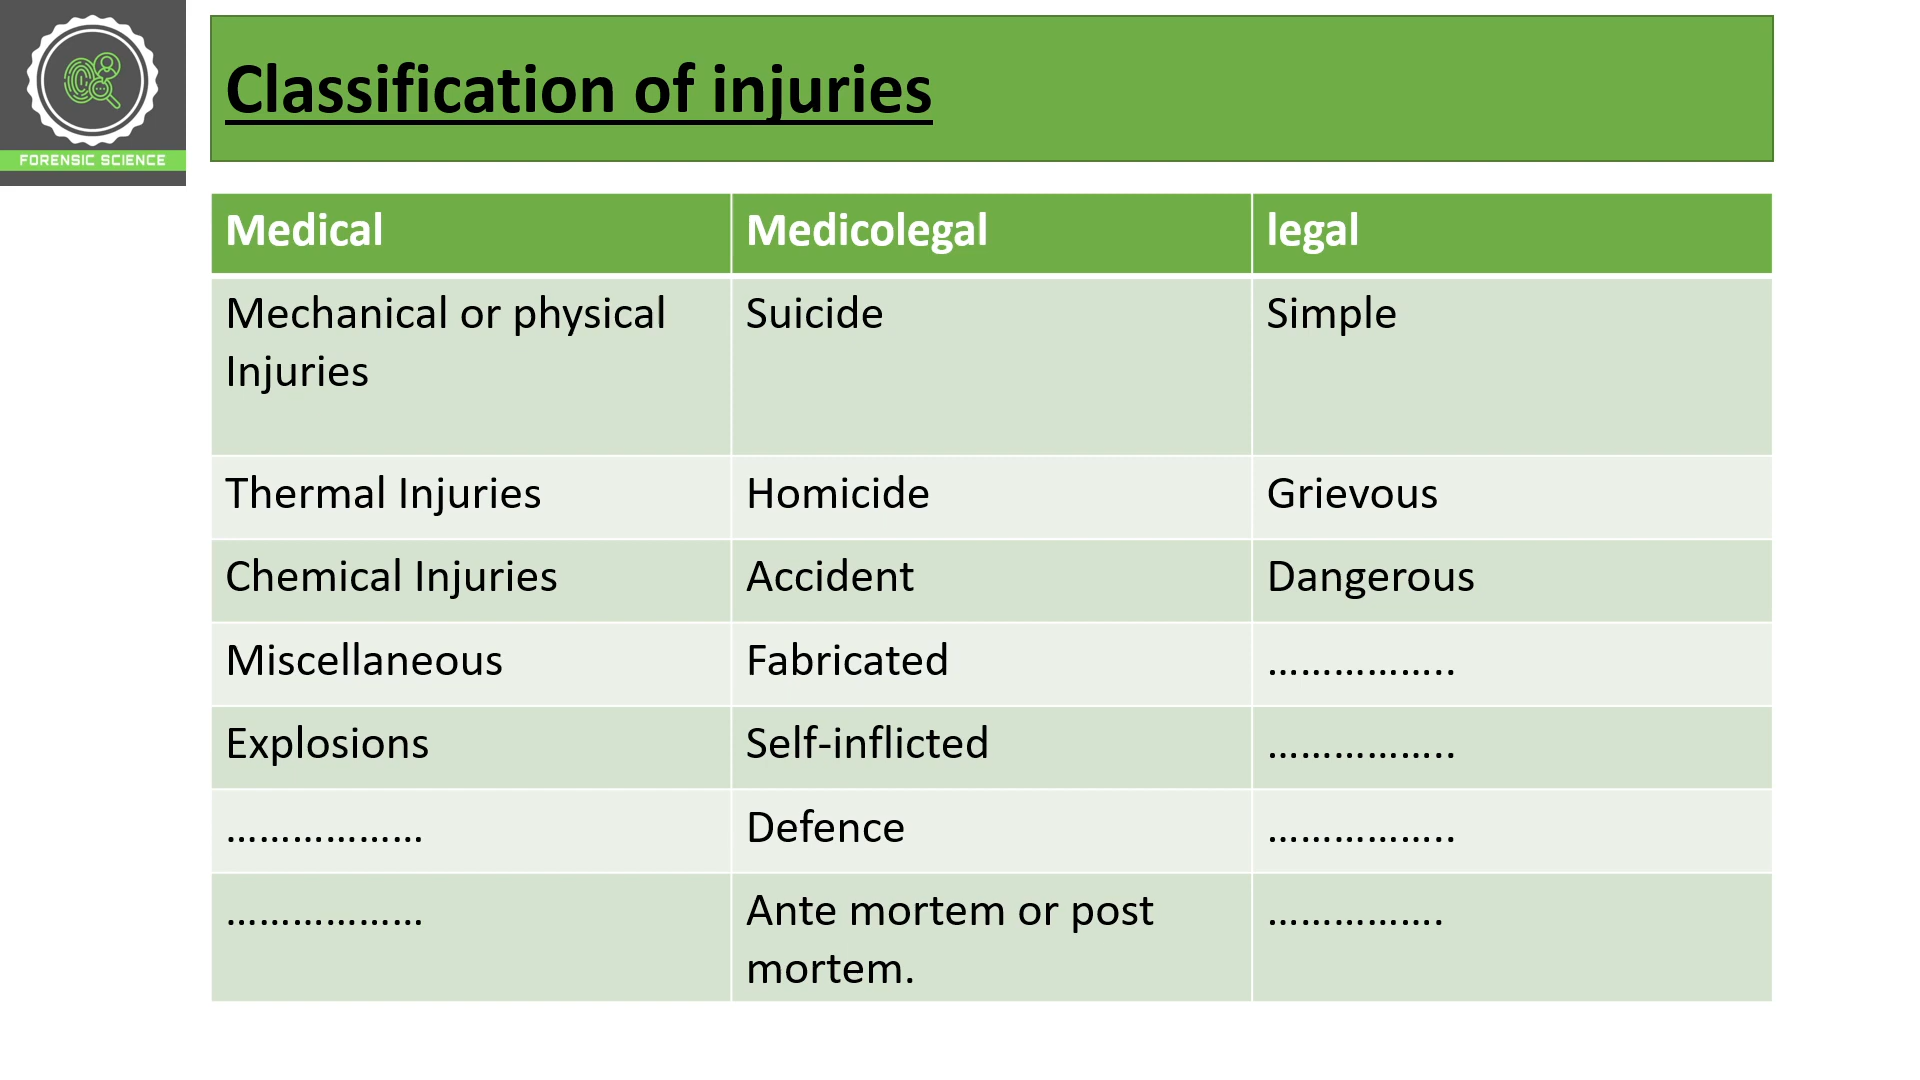 FORENSIC SCIENCE
Classification of injuries
Medical
Medicolegal
legal
Mechanical or physical
Injuries
Suicide
Simple
Thermal Injuries
Homicide
Grievous
Chemical Injuries
Accident
Dangerous
Miscellaneous
Fabricated
……………..
Explosions
Self-inflicted
……………..
………………
Defence
……………..
………………
Ante mortem or post
mortem.
…………….